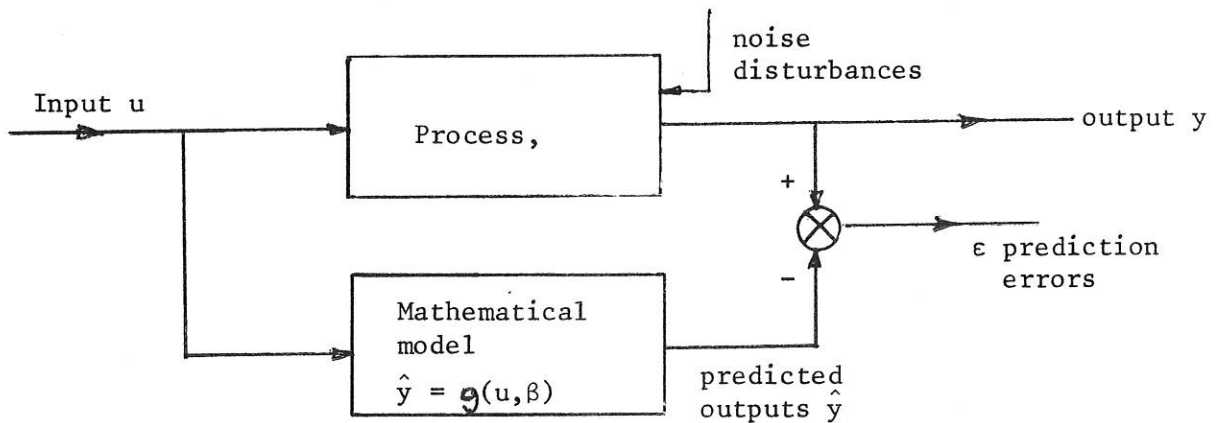 noise
disturbances
Input u
Process,
output y
+
ε prediction
errors
-
Mathematical
model
ŷ = g(u,β)
predicted
outputs ŷ